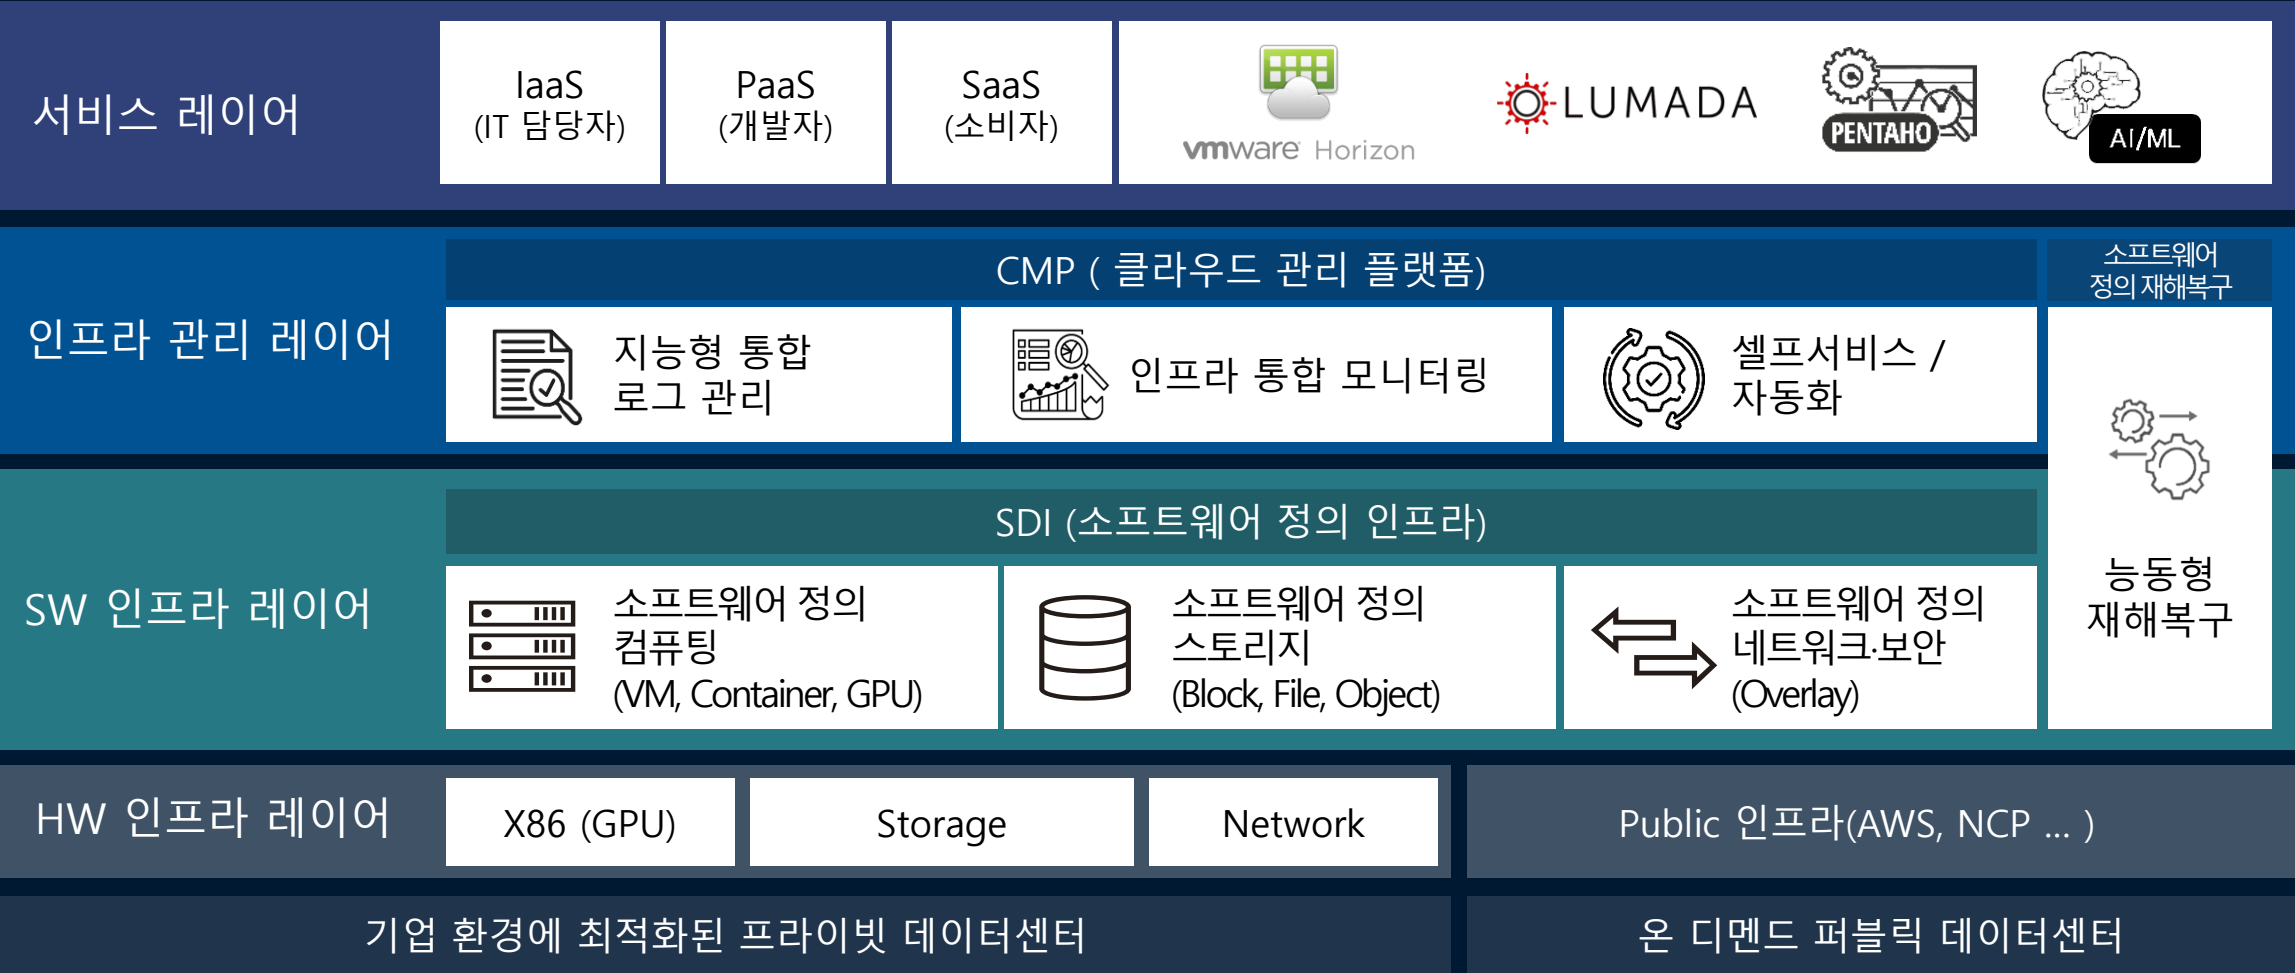 서비스 레이어
IaaS
(IT 담당자)
PaaS
(개발자)
SaaS
(소비자)
vmware Horizon
LUMADA
PENTAHO
AI/ML
인프라 관리 레이어
CMP ( 클라우드 관리 플랫폼)
지능형 통합
로그 관리
인프라 통합 모니터링
셀프서비스 /
자동화
소프트웨어
정의 재해복구
능동형
재해복구
SW 인프라 레이어
SDI (소프트웨어 정의 인프라)
소프트웨어 정의
컴퓨팅
(VM, Container, GPU)
소프트웨어 정의
스토리지
(Block, File, Object)
소프트웨어 정의
네트워크·보안
(Overlay)
HW 인프라 레이어
X86 (GPU)
Storage
Network
Public 인프라(AWS, NCP ... )
기업 환경에 최적화된 프라이빗 데이터센터
온 디멘드 퍼블릭 데이터센터